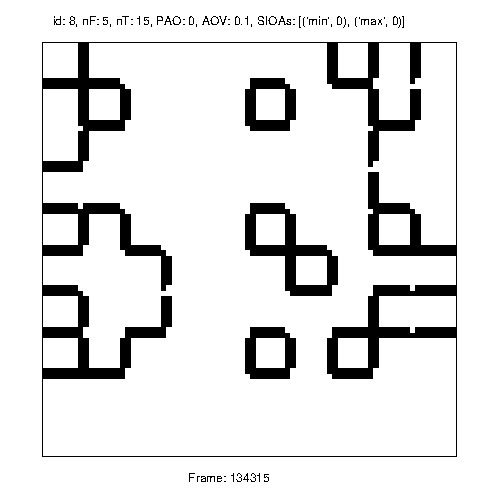 id: 8, nF: 5, nT: 15, PAO: 0, AOV: 0.1, SIOAs: [('min', 0), ('max', 0)]
Frame: 134315